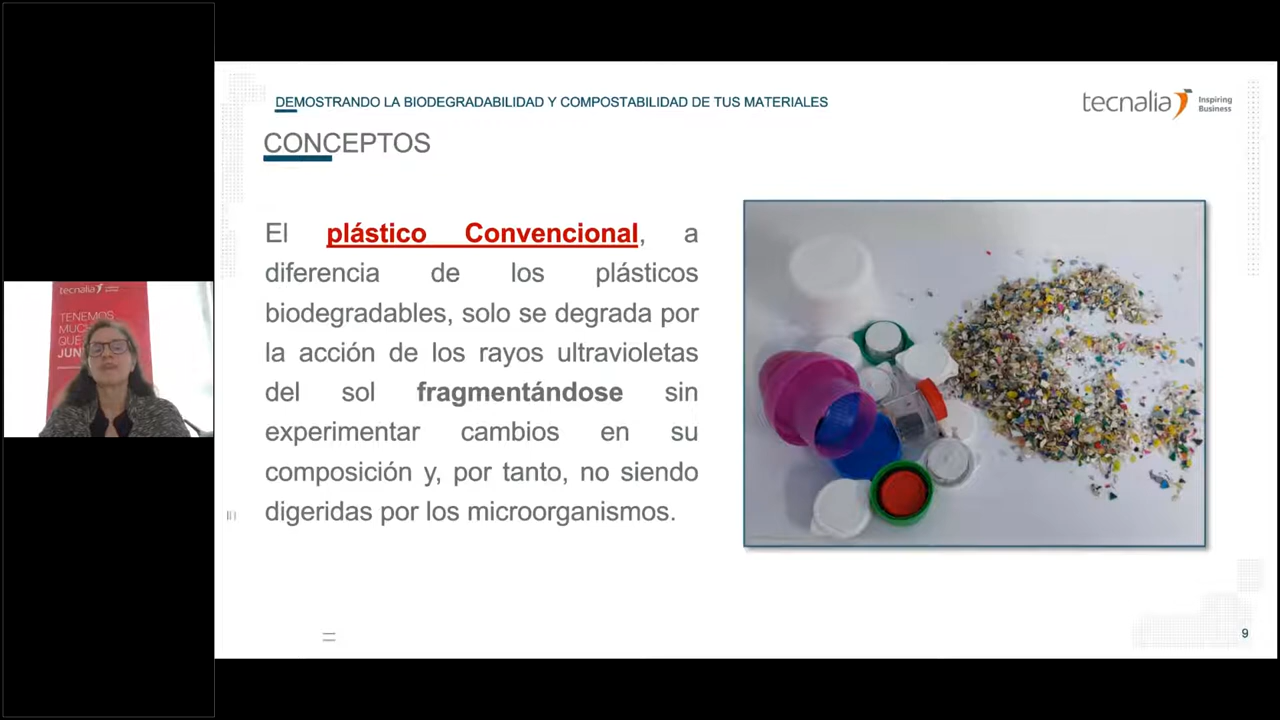 DEMOSTRANDO LA BIODEGRADABILIDAD Y COMPOSTABILIDAD DE TUS MATERIALES
tecnalia Inspiring Business
CONCEPTOS
El plástico Convencional, a
diferencia de los plásticos
biodegradables, solo se degrada por
la acción de los rayos ultravioletas
del sol fragmentándose sin
experimentar cambios en su
composición y, por tanto, no siendo
digeridas por los microorganismos.
tecnalia
TENEMOS
MUCH
QUE
JUN
9